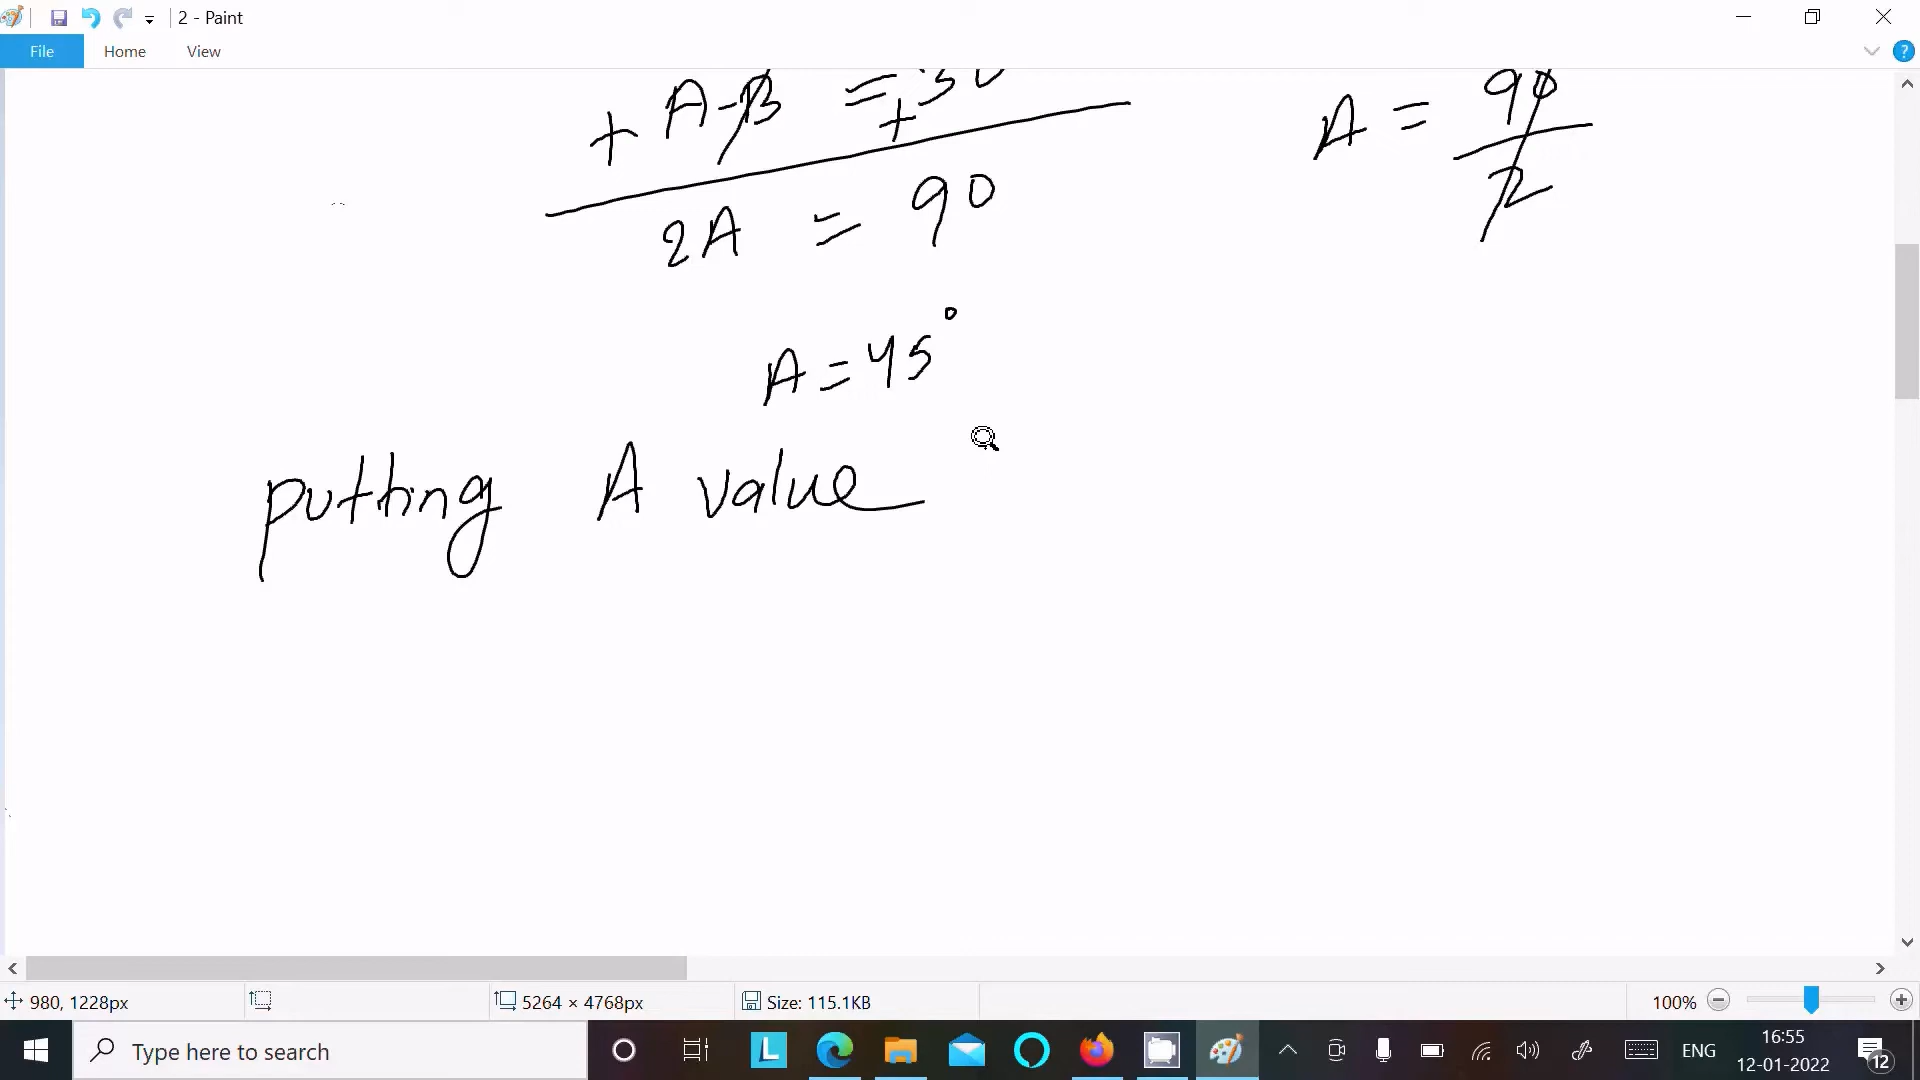 2 - Paint
File Home View
+ A-B = +30
2A = 90
A = 90/2
A = 45°
putting A value
980, 1228px
5264 × 4768px
Size: 115.1KB
100%
Type here to search
L
ENG
16:55
12-01-2022
12